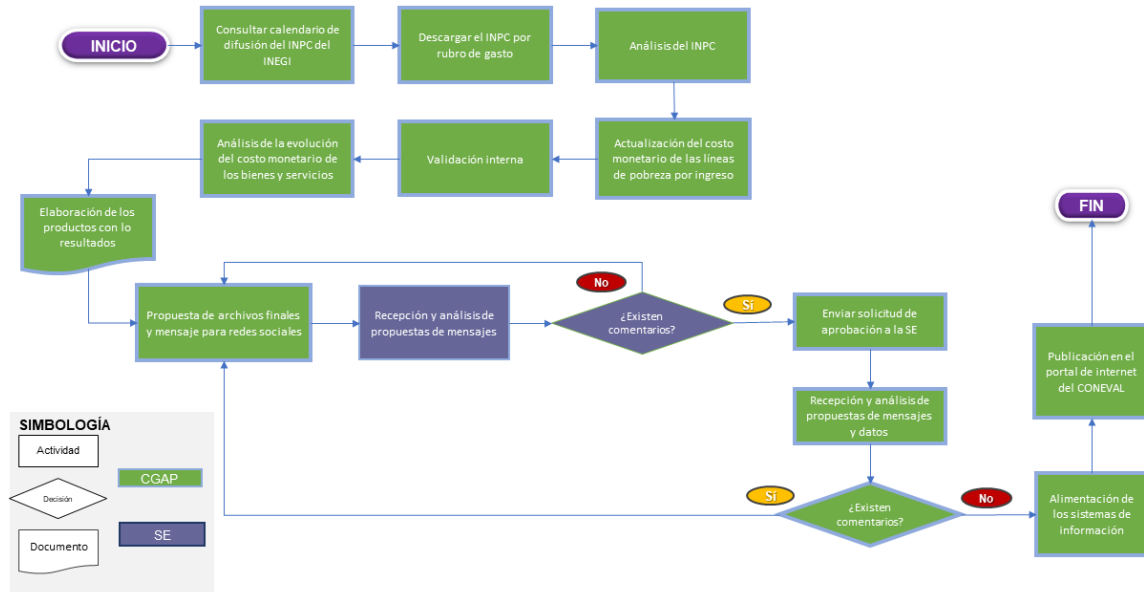 INICIO
Consultar calendario de
difusión del INPC del
INEGI
Descargar el INPC por
rubro de gasto
Análisis del INPC
Análisis de la evolución
del costo monetario de
los bienes y servicios
Validación interna
Actualización del costo
monetario de las líneas
de pobreza por ingreso
Elaboración de los
productos con lo
resultados
FIN
Propuesta de archivos finales
y mensaje para redes sociales
Recepción y análisis de
propuestas de mensajes
No
¿Existen
comentarios?
Sí
Enviar solicitud de
aprobación a la SE
Publicación en el
portal de internet
del CONEVAL
Recepción y análisis de
propuestas de mensajes
y datos
Sí
¿Existen
comentarios?
No
Alimentación de
los sistemas de
información
SIMBOLOGÍA
Actividad
CGAP
Decisión
SE
Documento